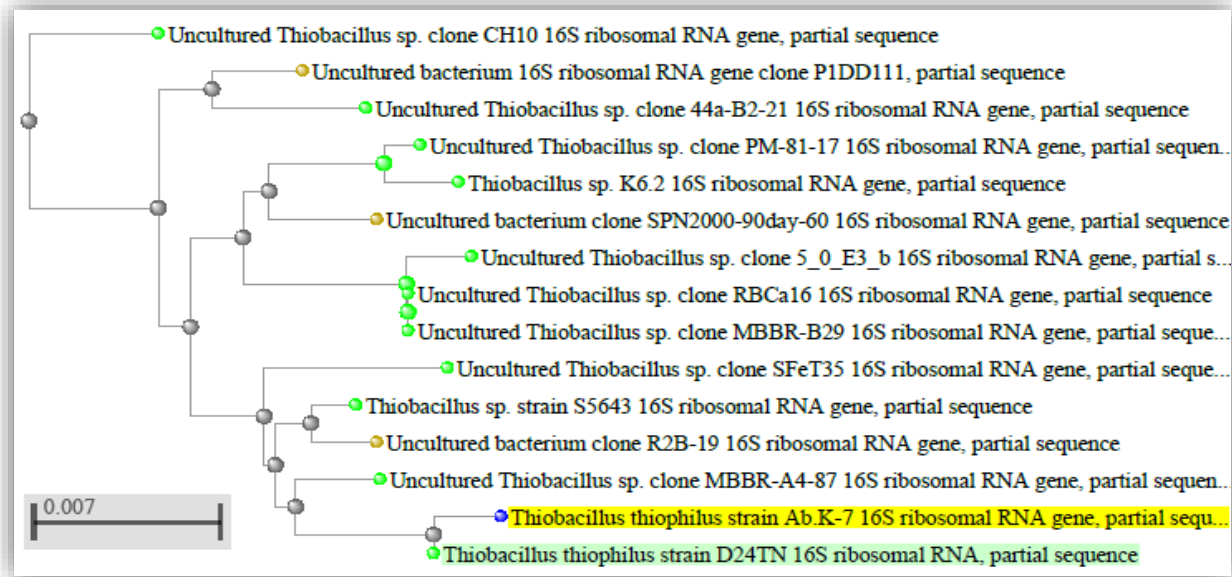 Uncultured Thiobacillus sp. clone CH10 16S ribosomal RNA gene, partial sequence
Uncultured bacterium 16S ribosomal RNA gene clone P1DD111, partial sequence
Uncultured Thiobacillus sp. clone 44a-B2-21 16S ribosomal RNA gene, partial sequence
Uncultured Thiobacillus sp. clone PM-81-17 16S ribosomal RNA gene, partial sequen...
Thiobacillus sp. K6.2 16S ribosomal RNA gene, partial sequence
Uncultured bacterium clone SPN2000-90day-60 16S ribosomal RNA gene, partial sequence
Uncultured Thiobacillus sp. clone 5_0_E3_b 16S ribosomal RNA gene, partial s...
Uncultured Thiobacillus sp. clone RBCa16 16S ribosomal RNA gene, partial sequence
Uncultured Thiobacillus sp. clone MBBR-B29 16S ribosomal RNA gene, partial seque...
Uncultured Thiobacillus sp. clone SFeT35 16S ribosomal RNA gene, partial seque...
Thiobacillus sp. strain S5643 16S ribosomal RNA gene, partial sequence
Uncultured bacterium clone R2B-19 16S ribosomal RNA gene, partial sequence
Uncultured Thiobacillus sp. clone MBBR-A4-87 16S ribosomal RNA gene, partial sequen...
0.007
Thiobacillus thiophilus strain Ab.K-7 16S ribosomal RNA gene, partial sequ...
Thiobacillus thiophilus strain D24TN 16S ribosomal RNA, partial sequence